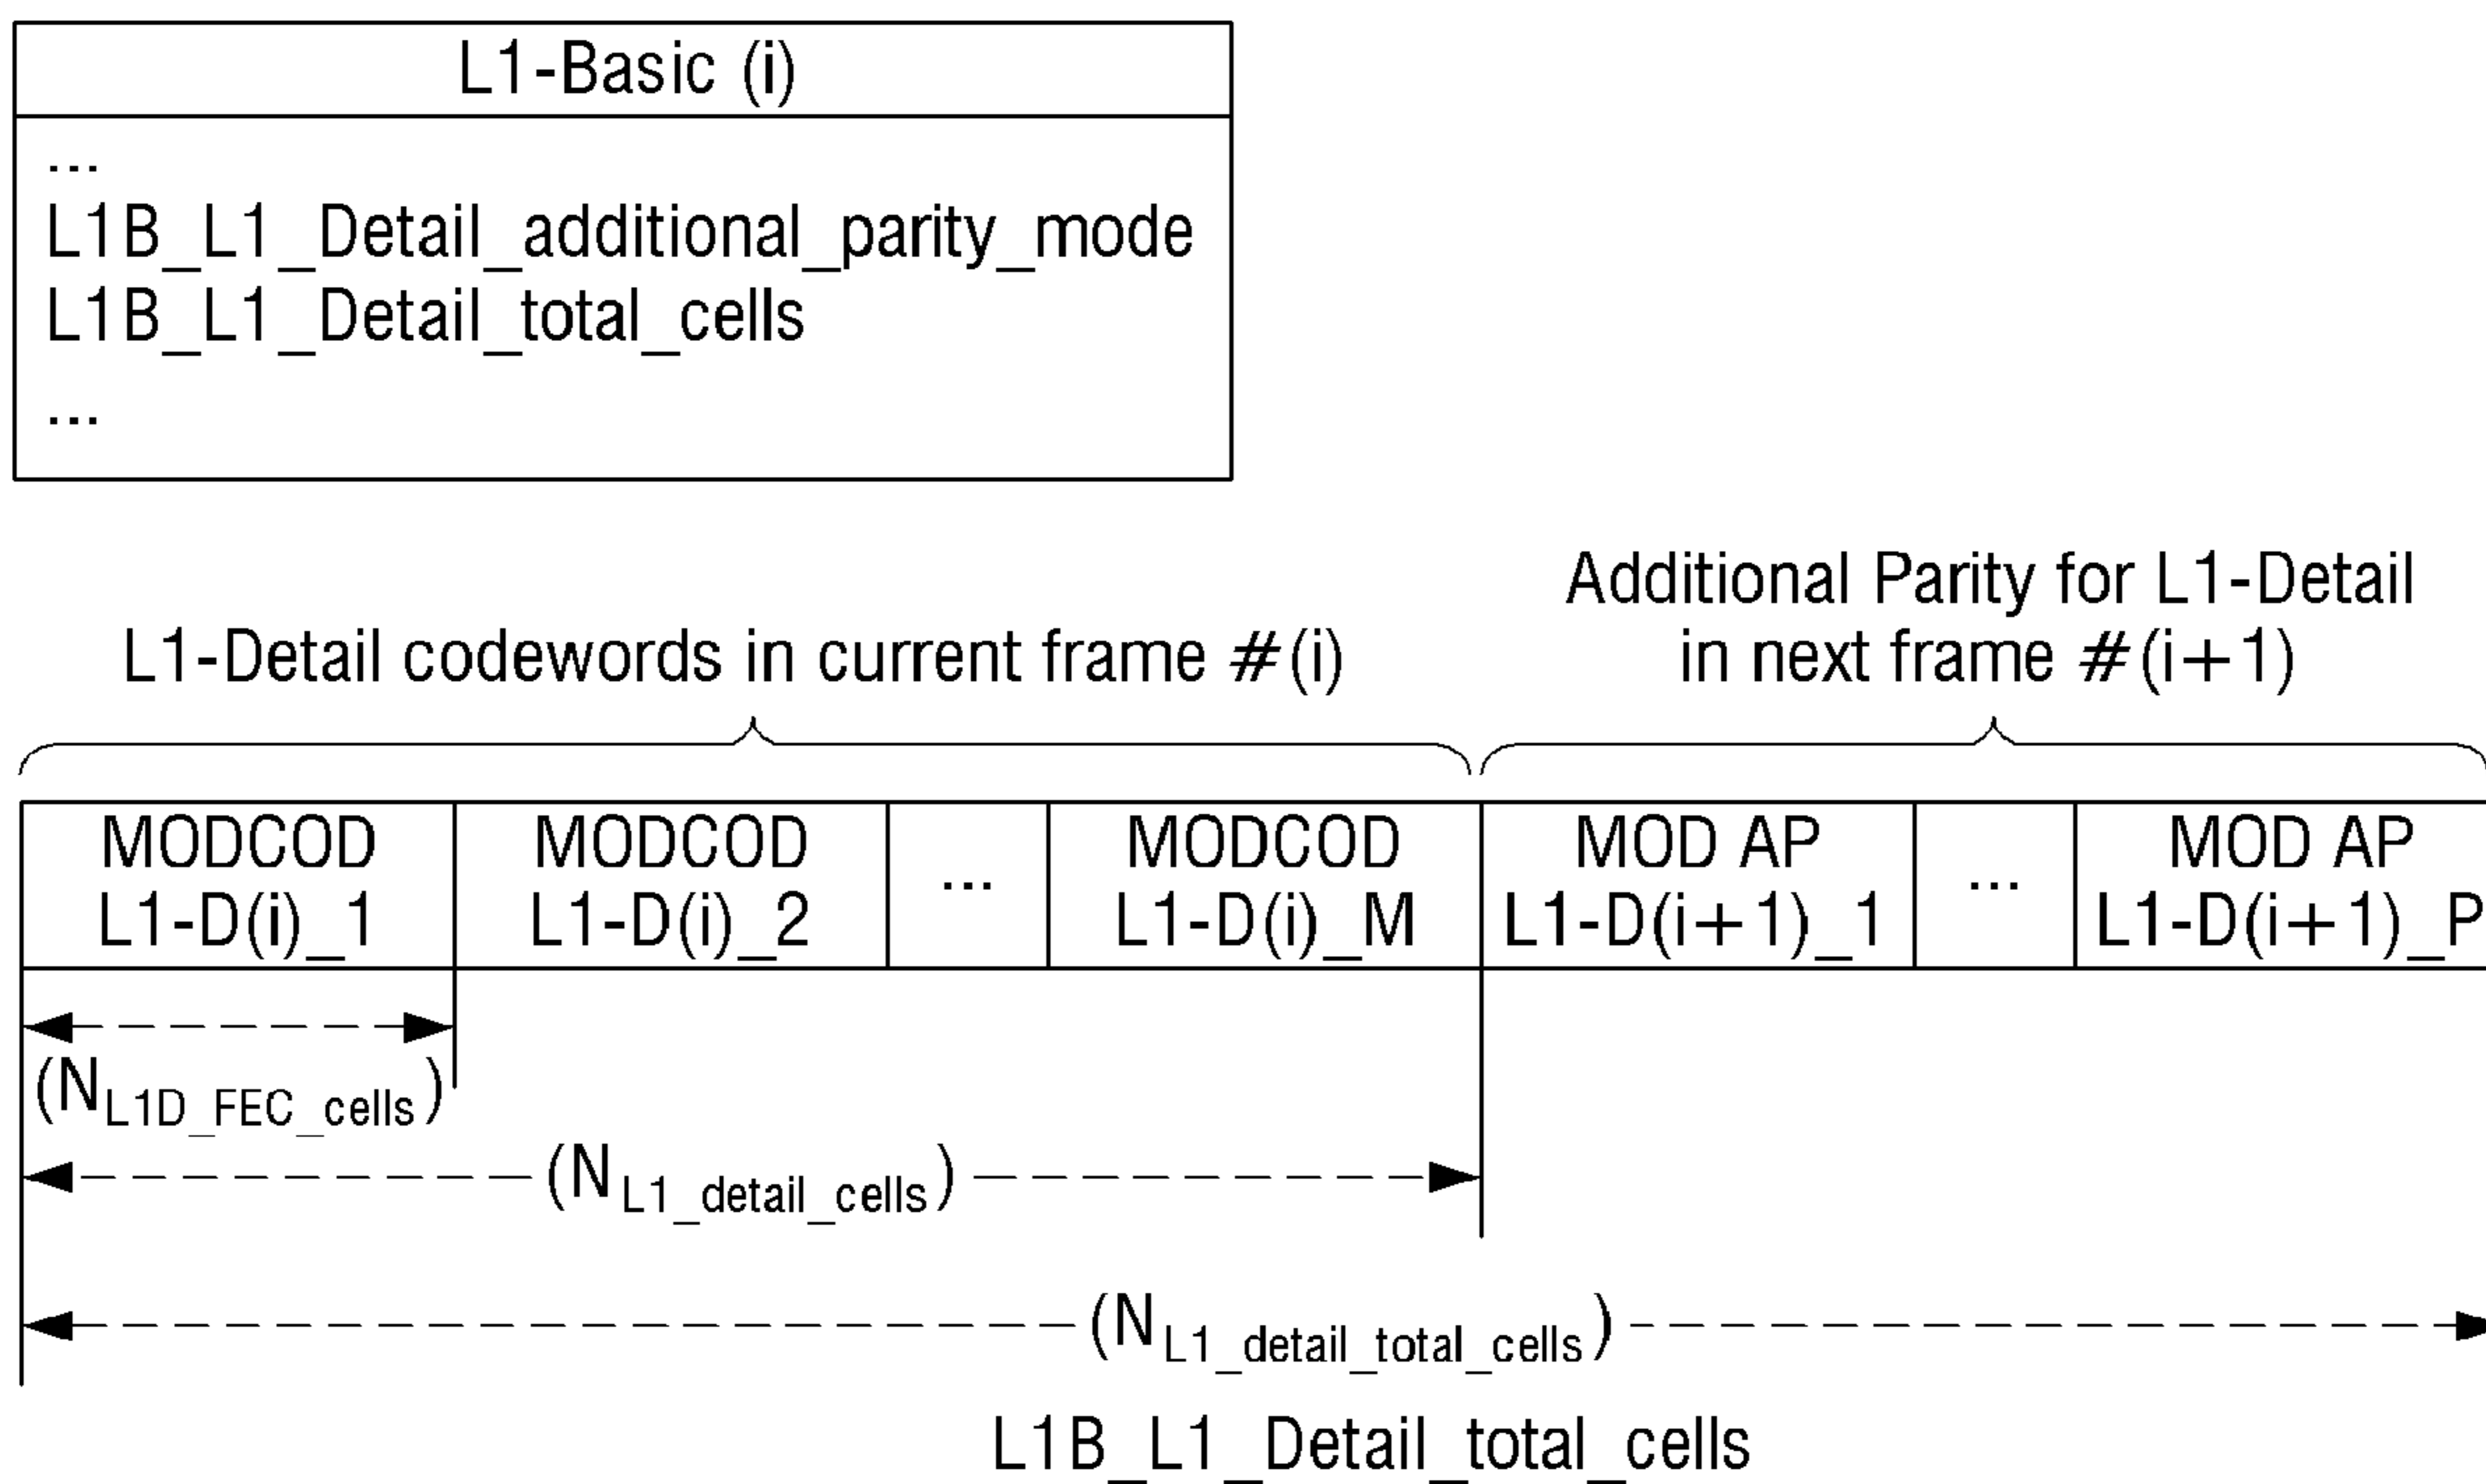 L1-Basic (i)
...
L1B_L1_Detail_additional_parity_mode
L1B_L1_Detail_total_cells
...
Additional Parity for L1-Detail
in next frame #(i+1)
L1-Detail codewords in current frame #(i)
MODCOD
L1-D(i)_1
MODCOD
L1-D(i)_2
...
MODCOD
L1-D(i)_M
MOD AP
L1-D(i+1)_1
...
MOD AP
L1-D(i+1)_P
(NL1D_FEC_cells)
(NL1_detail_cells)
(NL1_detail_total_cells)
L1B_L1_Detail_total_cells